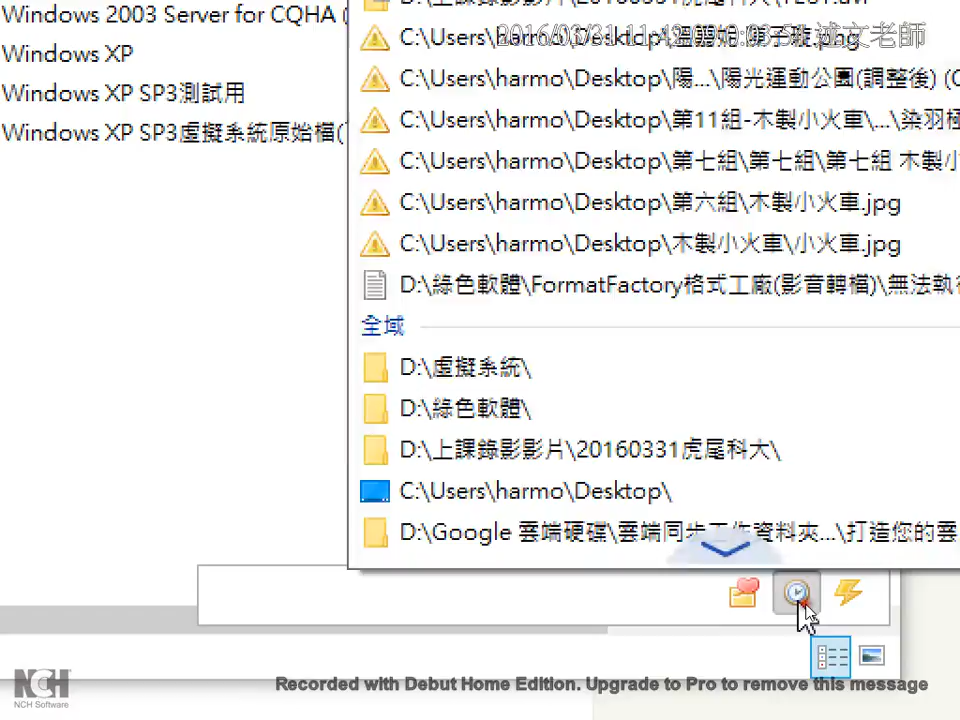 Windows 2003 Server for CQHA (
Windows XP
Windows XP SP3測試用
Windows XP SP3虛擬系統原始檔(
誠文老師
C:\Users\harmo\Desktop\陽...\陽光運動公園(調整後) (C
C:\Users\harmo\Desktop\第11組-木製小火車\...\染羽極
C:\Users\harmo\Desktop\第七組\第七組\第七組 木製小
C:\Users\harmo\Desktop\第六組\木製小火車.jpg
C:\Users\harmo\Desktop\木製小火車\小火車.jpg
D:\綠色軟體\FormatFactory格式工廠(影音轉檔)\無法執行
全域
D:\虛擬系統\
D:\綠色軟體\
D:\上課錄影影片\20160331虎尾科大\
C:\Users\harmo\Desktop\
D:\Google 雲端硬碟\雲端同步工作資料夾...\打造您的雲
NCH
NCH Software
Recorded with Debut Home Edition. Upgrade to Pro to remove this message